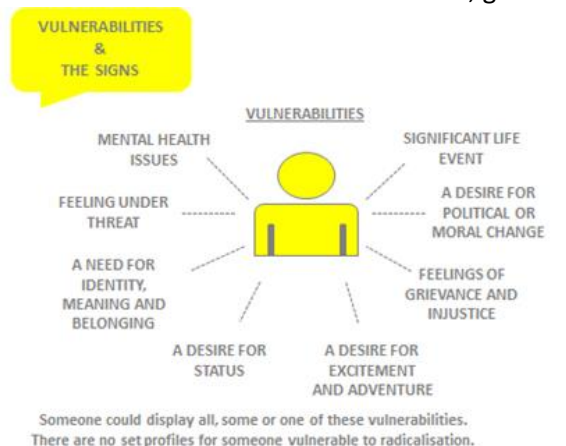 VULNERABILITIES
&
THE SIGNS
VULNERABILITIES
MENTAL HEALTH
ISSUES
SIGNIFICANT LIFE
EVENT
FEELING UNDER
THREAT
A DESIRE FOR
POLITICAL OR
MORAL CHANGE
A NEED FOR
IDENTITY,
MEANING AND
BELONGING
FEELINGS OF
GRIEVANCE AND
INJUSTICE
A DESIRE FOR
STATUS
A DESIRE FOR
EXCITEMENT
AND ADVENTURE
Someone could display all, some or one of these vulnerabilities.
There are no set profiles for someone vulnerable to radicalisation.